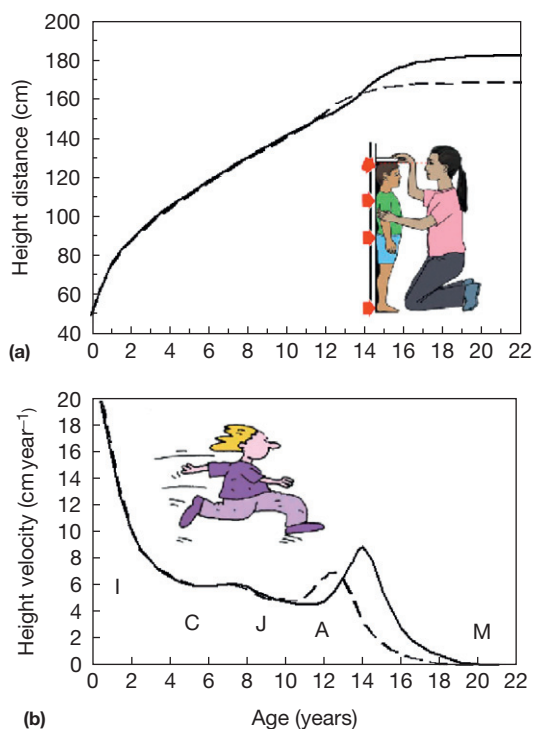 200
180
160
140
120
100
80
60
40
Height distance (cm)
0 2 4 6 8 10 12 14 16 18 20 22
(a)
20
18
16
14
12
10
8
6
4
2
0
Height velocity (cm year⁻¹)
I
C
J
A
M
0 2 4 6 8 10 12 14 16 18 20 22
(b)
Age (years)